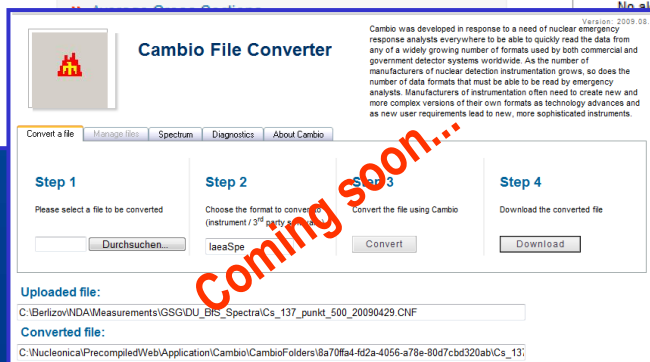 Version: 2009.08.
Cambio File Converter
Cambio was developed in response to a need of nuclear emergency
response analysts everywhere to be able to quickly read the data from
any of a widely growing number of formats used by both commercial and
government detector systems worldwide. As the number of
manufacturers of nuclear detection instrumentation grows, so does the
number of data formats that must be able to be read by emergency
analysts. Manufacturers of instrumentation often need to create new and
more complex versions of their own formats as technology advances and
as new user requirements lead to new, more sophisticated instruments.
Convert a file Manage files Spectrum Diagnostics About Cambio
Coming soon...
Step 1
Please select a file to be converted
Durchsuchen...
Step 2
Choose the format to convert to
(instrument / 3rd party software)
IaeaSpe
Step 3
Convert the file using Cambio
Convert
Step 4
Download the converted file
Download
Uploaded file:
C:\Berlizov\NDA\Measurements\GSG\DU_BfS_Spectra\Cs_137_punkt_500_20090429.CNF
Converted file:
C:\Nucleonica\PrecompiledWeb\Application\Cambio\CambioFolders\8a70ffa4-fd2a-4056-a78e-80d7cbd320ab\Cs_137